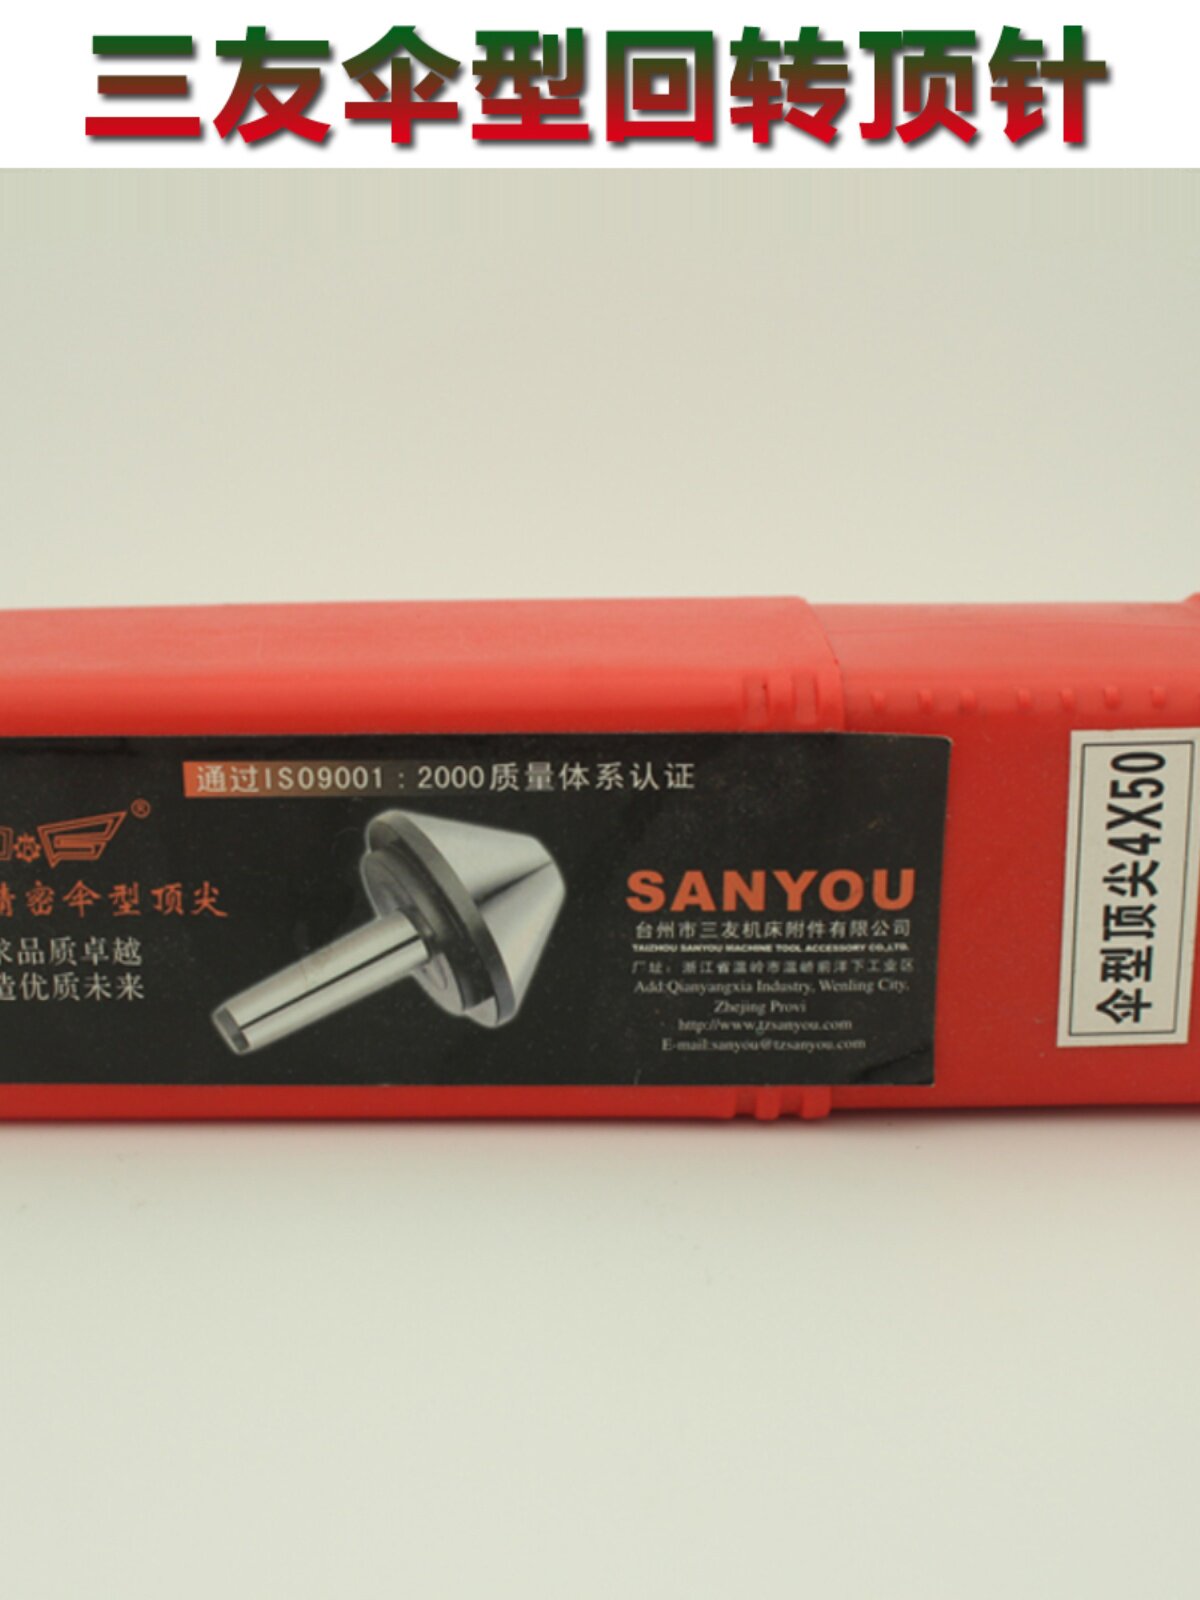 三友伞型回转顶针
通过ISO9001：2000质量体系认证
®
精密伞型顶尖
球品质卓越
造优质未来
SANYOU
台州市三友机床附件有限公司
TAIZHOU SANYOU MACHINE TOOL ACCESSORY CO.,LTD.
厂址：浙江省温岭市温峤前洋下工业区
Add:Qianyangxia Industry, Wenling City,
Zhejing Provi
http://www.tzsanyou.com
E-mail:sanyou@tzsanyou.com
伞型顶尖4X50